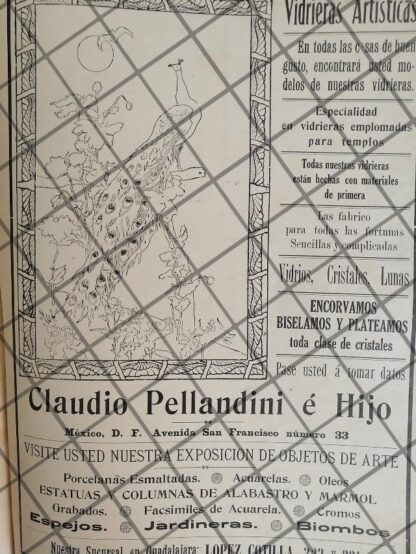 Vidrieras Artísticas
En todas las casas de buen
gusto, encontrará usted mo-
delos de nuestras vidrieras.
Especialidad
en vidrieras emplomadas
para templos
Todas nuestras vidrieras
están hechas con materiales
de primera
Las fabrico
para todas las fortunas
Sencillas y complicadas
Vidrios, Cristales, Lunas
ENCORVAMOS
BISELAMOS Y PLATEAMOS
toda clase de cristales
Pase usted á tomar datos
Claudio Pellandini é Hijo
México, D. F. Avenida San Francisco número 33
VISITE USTED NUESTRA EXPOSICION DE OBJETOS DE ARTE
Porcelanas Esmaltadas. Acuarelas. Oleos
ESTATUAS Y COLUMNAS DE ALABASTRO Y MARMOL
Grabados. Facsímiles de Acuarela. Cromos
Espejos. Jardineras. Biombos
Nuestra Sucursal en Guadalajara: LOPEZ COTILLA